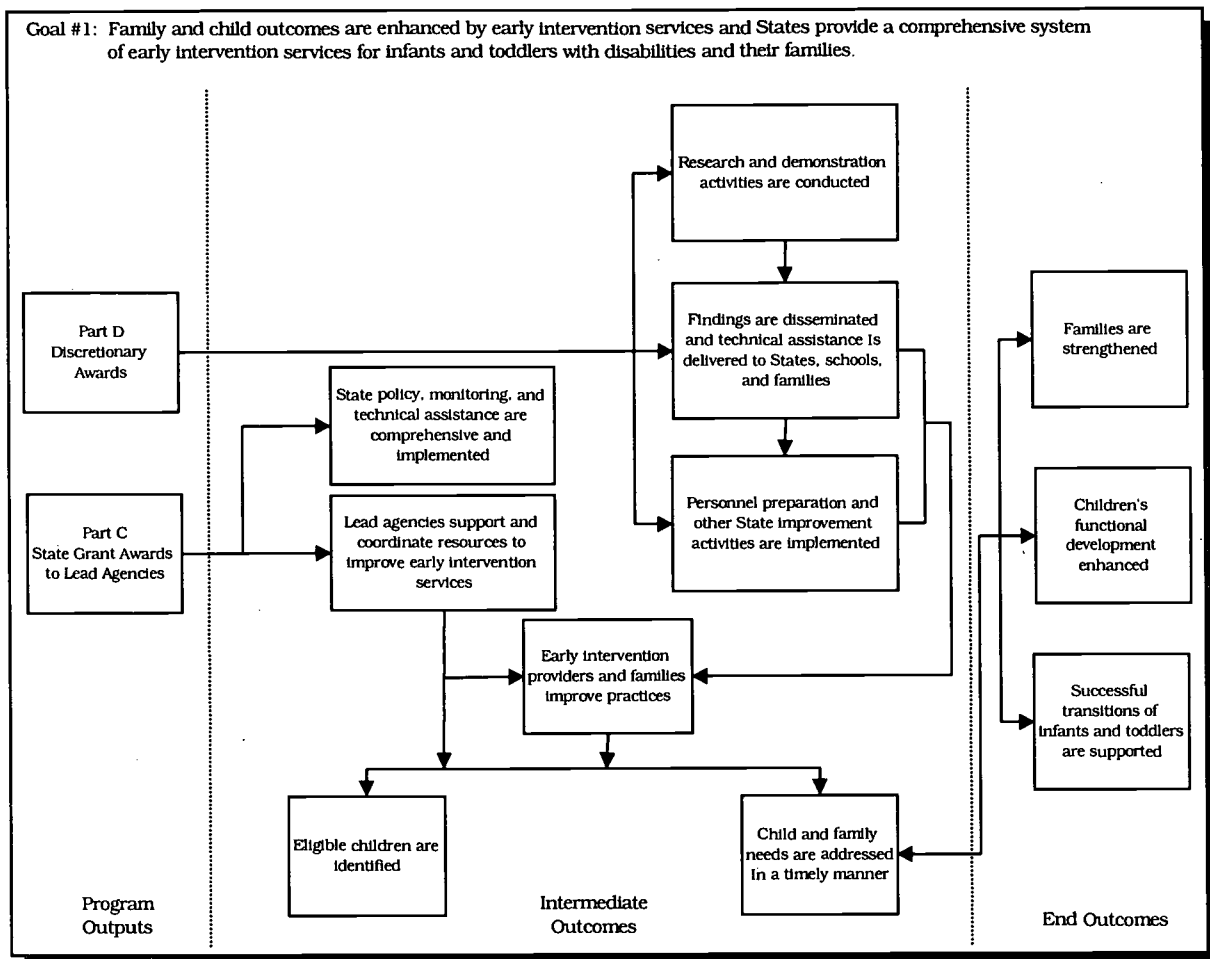 Goal #1: Family and child outcomes are enhanced by early intervention services and States provide a comprehensive system
of early intervention services for infants and toddlers with disabilities and their families.
Part D
Discretionary
Awards
Part C
State Grant Awards
to Lead Agencies
Program
Outputs
Research and demonstration
activities are conducted
Findings are disseminated
and technical assistance is
delivered to States, schools,
and families
State policy, monitoring, and
technical assistance are
comprehensive and
implemented
Personnel preparation and
other State improvement
activities are implemented
Lead agencies support and
coordinate resources to
improve early intervention
services
Early intervention
providers and families
improve practices
Eligible children are
identified
Child and family
needs are addressed
in a timely manner
Intermediate
Outcomes
Families are
strengthened
Children's
functional
development
enhanced
Successful
transitions of
infants and toddlers
are supported
End Outcomes